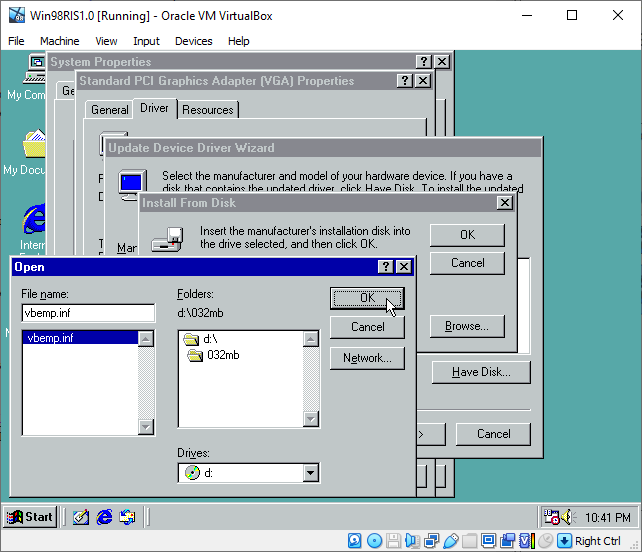 Win98RIS1.0 [Running] - Oracle VM VirtualBox
File Machine View Input Devices Help
System Properties
Standard PCI Graphics Adapter (VGA) Properties
My Com
Ge
General Driver Resources
Update Device Driver Wizard
My Docu
Select the manufacturer and model of your hardware device. If you have a
disk that contains the updated driver, click Have Disk. To install the updated
Install From Disk
Insert the manufacturer's installation disk into
the drive selected, and then click OK.
OK
Cancel
Browse...
Intern
Man
Have Disk...
>
Cancel
Open
File name:
vbemp.inf
vbemp.inf
Folders:
d:\032mb
d:\
032mb
Drives:
d:
OK
Cancel
Network...
Start
10:41 PM
Right Ctrl